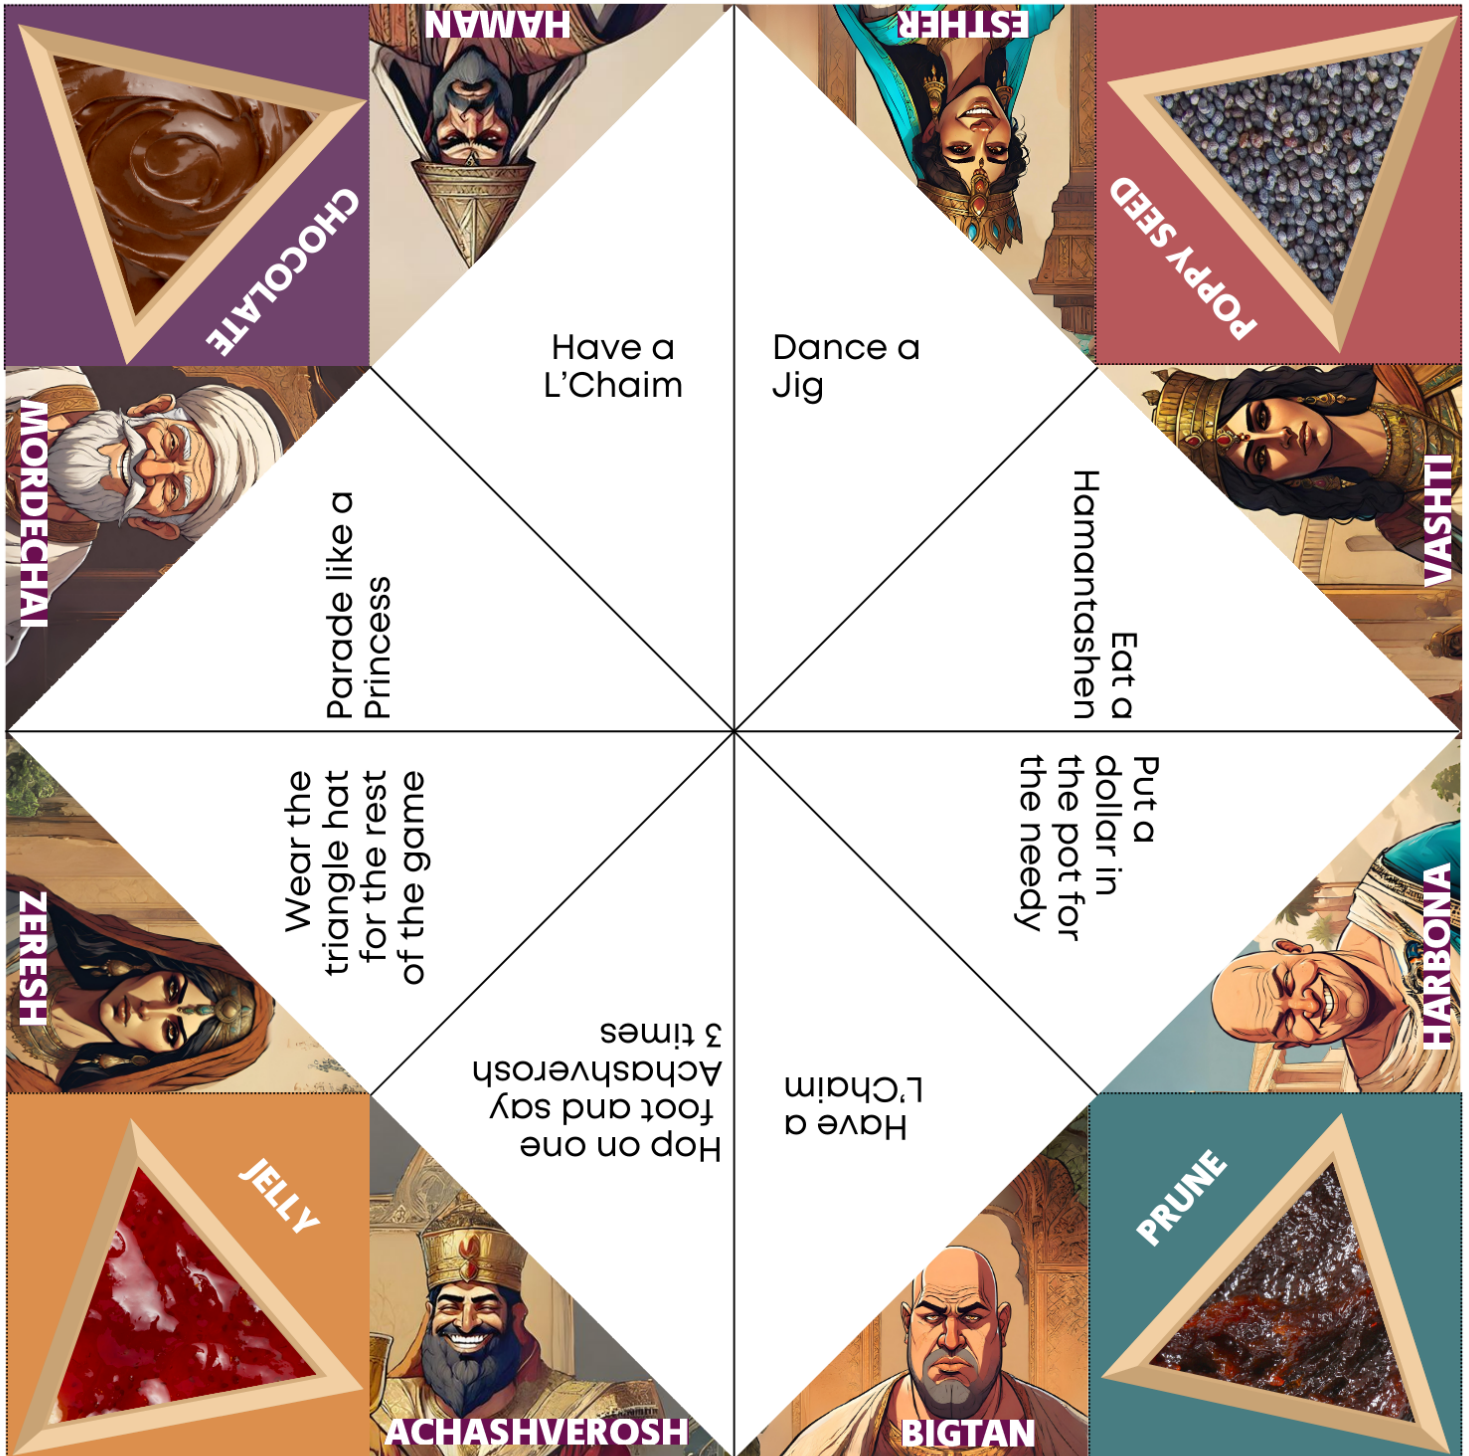 HAMAN
ESTHER
CHOCOLATE
POPPY SEED
Have a
L'Chaim
Dance a
Jig
MORDECHAI
VASHTI
Parade like a
Princess
Eat a
Hamantashen
Wear the
triangle hat
for the rest
of the game
Put a
dollar in
the pot for
the needy
ZERESH
HARBONA
Hop on one
foot and say
Achashverosh
3 times
Have a
L'Chaim
JELLY
PRUNE
ACHASHVEROSH
BIGTAN